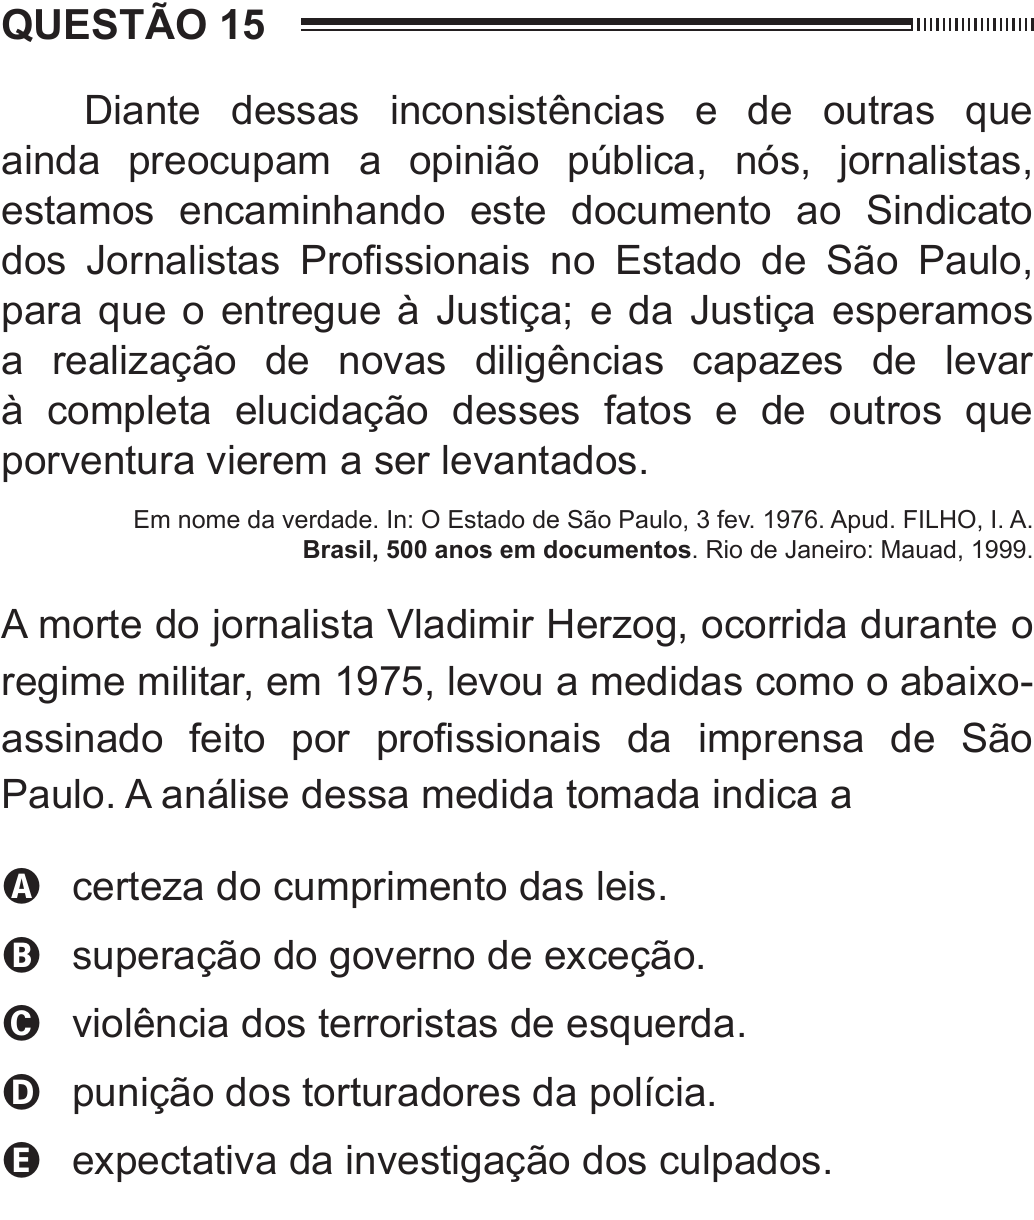 QUESTÃO 15
Diante dessas inconsistências e de outras que
ainda preocupam a opinião pública, nós, jornalistas,
estamos encaminhando este documento ao Sindicato
dos Jornalistas Profissionais no Estado de São Paulo,
para que o entregue à Justiça; e da Justiça esperamos
a realização de novas diligências capazes de levar
à completa elucidação desses fatos e de outros que
porventura vierem a ser levantados.
Em nome da verdade. In: O Estado de São Paulo, 3 fev. 1976. Apud. FILHO, I. A.
Brasil, 500 anos em documentos. Rio de Janeiro: Mauad, 1999.
A morte do jornalista Vladimir Herzog, ocorrida durante o
regime militar, em 1975, levou a medidas como o abaixo-
assinado feito por profissionais da imprensa de São
Paulo. A análise dessa medida tomada indica a
A certeza do cumprimento das leis.
B superação do governo de exceção.
C violência dos terroristas de esquerda.
D punição dos torturadores da polícia.
E expectativa da investigação dos culpados.